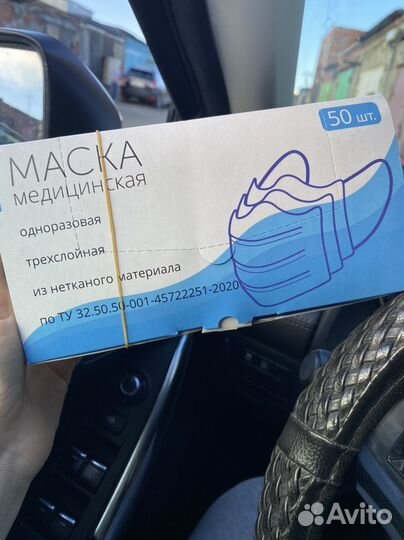 50 шт.
МАСКА
медицинская
одноразовая
трехслойная
из нетканого материала
по ТУ 32.50.50-001-45722251-2020
Avito